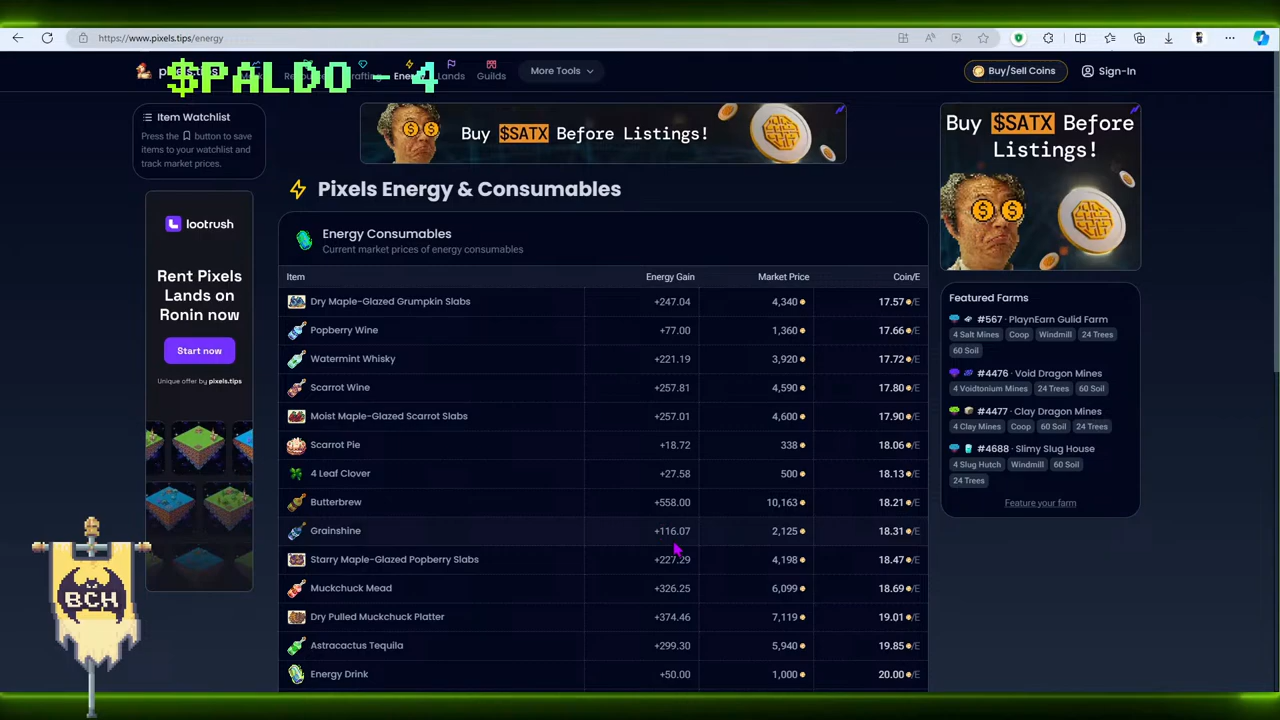 https://www.pixels.tips/energy
$PALDO - 4
Lands
Guilds
More Tools
Buy/Sell Coins
Sign-In
Item Watchlist
Press the button to save
items to your watchlist and
track market prices.
Buy $SATX Before Listings!
Buy $SATX Before
Listings!
lootrush
Rent Pixels
Lands on
Ronin now
Start now
Unique offer by pixels.tips
Pixels Energy & Consumables
Energy Consumables
Current market prices of energy consumables
Item Energy Gain Market Price Coin/E
Dry Maple-Glazed Grumpkin Slabs +247.04 4,340 17.57/E
Popberry Wine +77.00 1,360 17.66/E
Watermint Whisky +221.19 3,920 17.72/E
Scarrot Wine +257.81 4,590 17.80/E
Moist Maple-Glazed Scarrot Slabs +257.01 4,600 17.90/E
Scarrot Pie +18.72 338 18.06/E
4 Leaf Clover +27.58 500 18.13/E
Butterbrew +558.00 10,163 18.21/E
Grainshine +116.07 2,125 18.31/E
Starry Maple-Glazed Popberry Slabs +227.29 4,198 18.47/E
Muckchuck Mead +326.25 6,099 18.69/E
Dry Pulled Muckchuck Platter +374.46 7,119 19.01/E
Astracactus Tequila +299.30 5,940 19.85/E
Energy Drink +50.00 1,000 20.00/E
Featured Farms
#567 · PlaynEarn Guild Farm
4 Salt Mines Coop Windmill 24 Trees
60 Soil
#4476 · Void Dragon Mines
4 Voidtonium Mines 24 Trees 60 Soil
#4477 · Clay Dragon Mines
4 Clay Mines Coop 60 Soil 24 Trees
#4688 · Slimy Slug House
4 Slug Hutch Windmill 60 Soil
24 Trees
Feature your farm
BCH